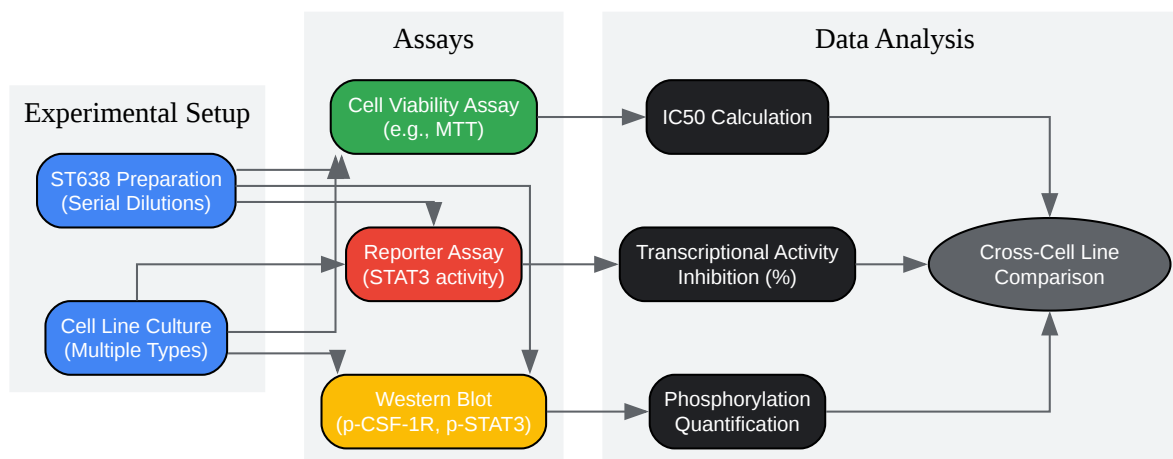 Experimental Setup
ST638 Preparation
(Serial Dilutions)
Cell Line Culture
(Multiple Types)
Assays
Cell Viability Assay
(e.g., MTT)
Reporter Assay
(STAT3 activity)
Western Blot
(p-CSF-1R, p-STAT3)
Data Analysis
IC50 Calculation
Transcriptional Activity
Inhibition (%)
Phosphorylation
Quantification
Cross-Cell Line
Comparison